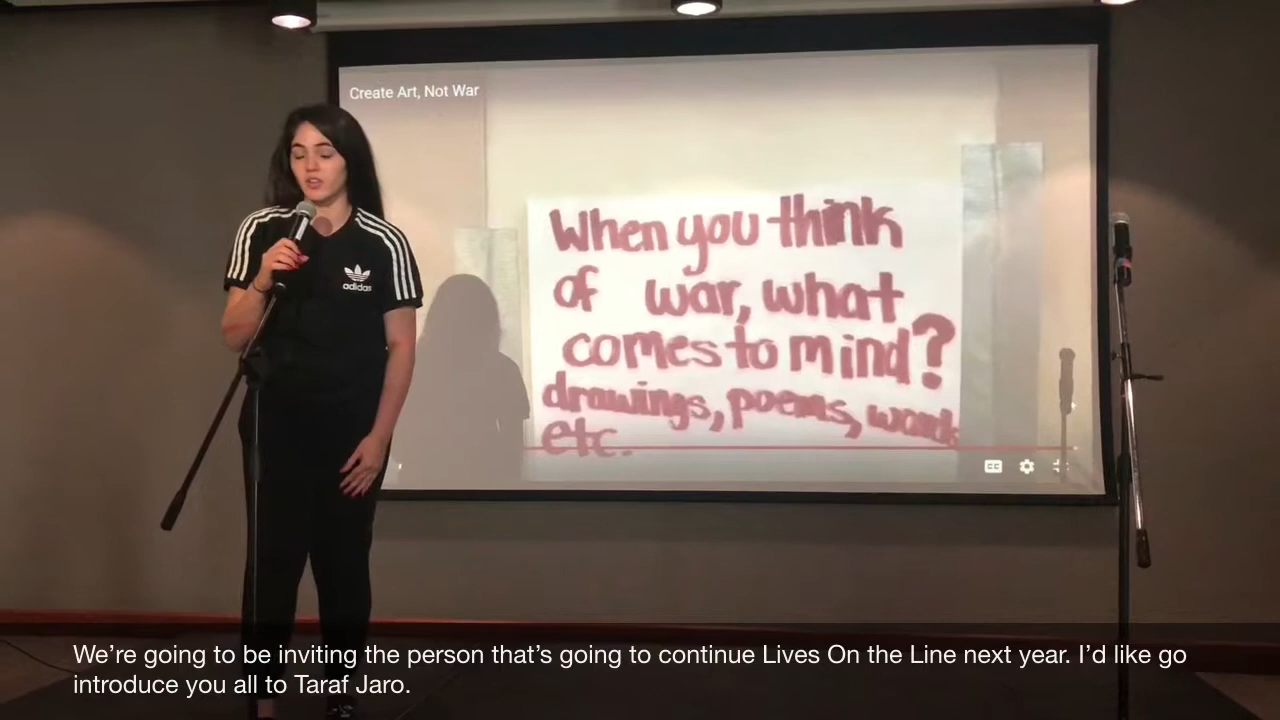 Create Art, Not War
When you think
of war, what
comes to mind?
drawings, poems, words
etc.
adidas
CC
We’re going to be inviting the person that’s going to continue Lives On the Line next year. I’d like go
introduce you all to Taraf Jaro.